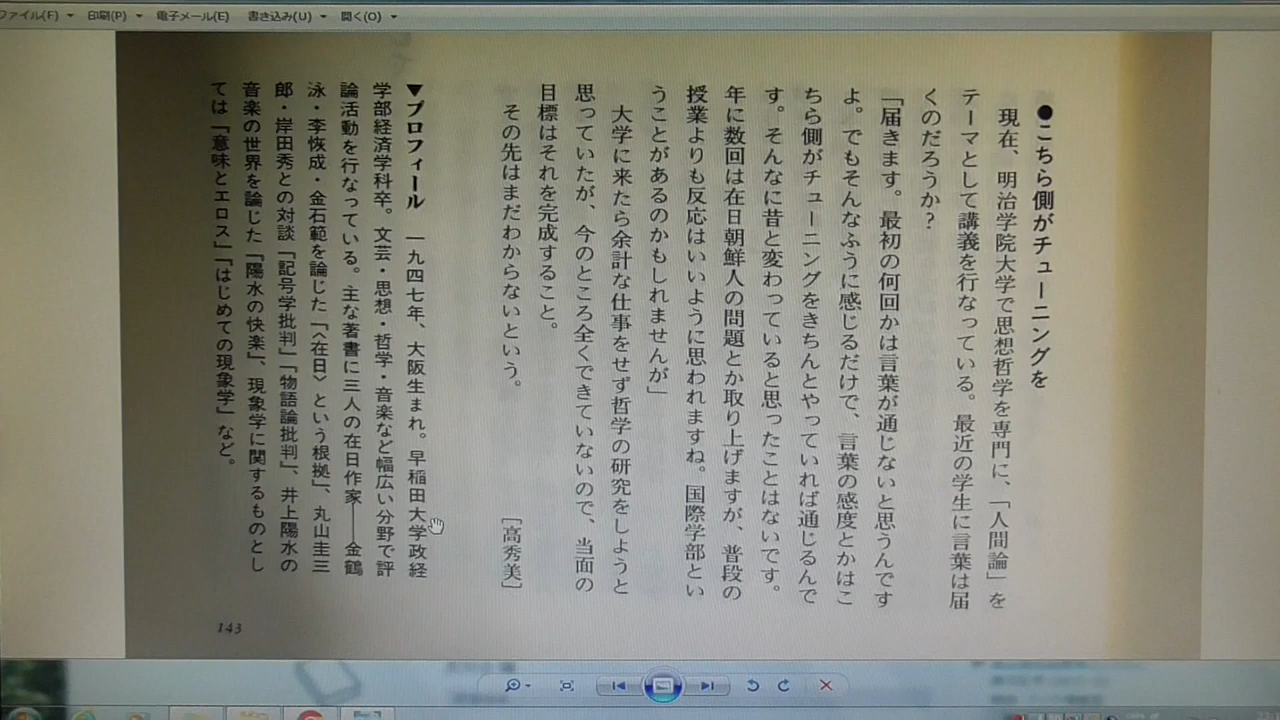 ファイル(F)
印刷(P)
電子メール(E)
書き込み(U)
開く(O)
●こちら側がチューニングを
現在、明治学院大学で思想哲学を専門に、「人間論」を
テーマとして講義を行なっている。最近の学生に言葉は届
くのだろうか？
「届きます。最初の何回かは言葉が通じないと思うんです
よ。でもそんなふうに感じるだけで、言葉の感度とかはこ
ちら側がチューニングをきちんとやっていれば通じるんで
す。そんなに昔と変わっていると思ったことはないです。
年に数回は在日朝鮮人の問題とか取り上げますが、普段の
授業よりも反応はいいように思われますね。国際学部とい
うことがあるのかもしれませんが」
大学に来たら余計な仕事をせず哲学の研究をしようと
思っていたが、今のところ全くできていないので、当面の
目標はそれを完成すること。
その先はまだわからないという。
［高秀美］
▼プロフィール　一九四七年、大阪生まれ。早稲田大学政経
学部経済学科卒。文芸・思想・哲学・音楽など幅広い分野で評
論活動を行なっている。主な著書に三人の在日作家――金鶴
泳・李恢成・金石範を論じた『〈在日〉という根拠』、丸山圭三
郎・岸田秀との対談『記号学批判』『物語論批判』、井上陽水の
音楽の世界を論じた『陽水の快楽』、現象学に関するものとし
ては『意味とエロス』『はじめての現象学』など。
143